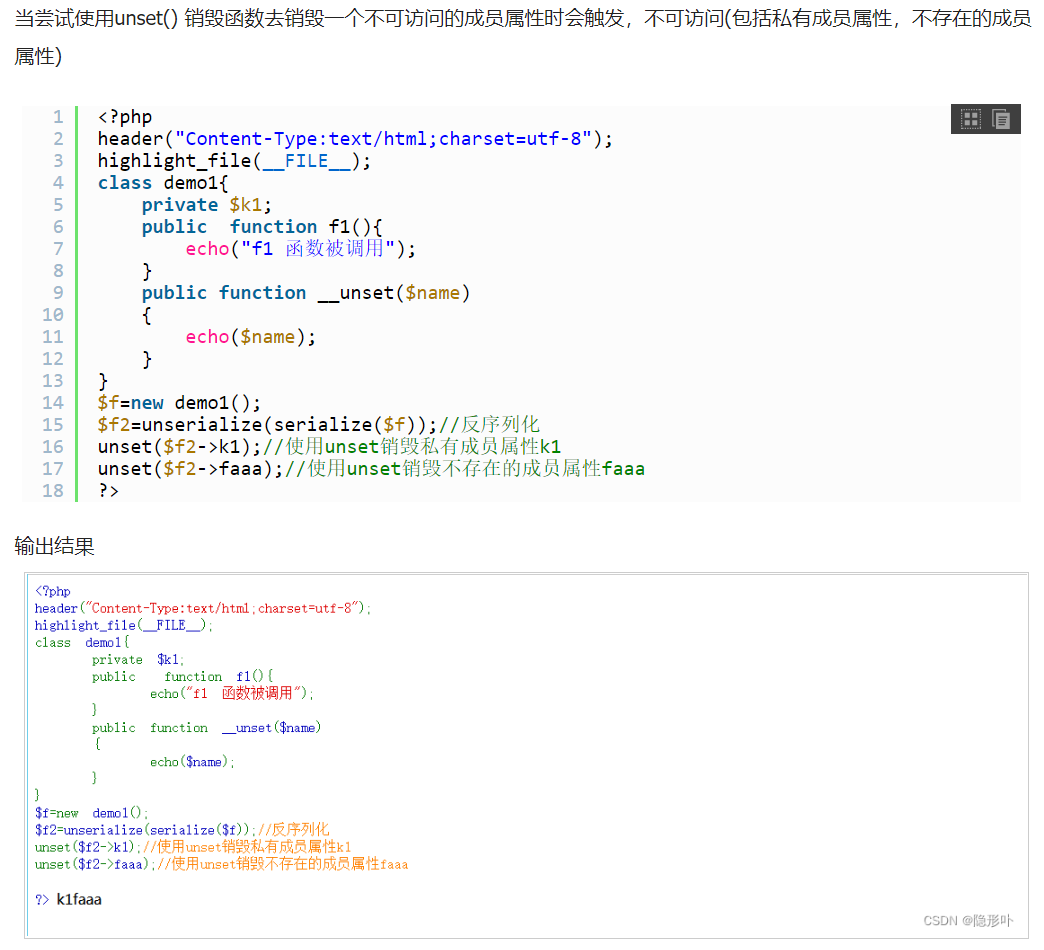 当尝试使用unset() 销毁函数去销毁一个不可访问的成员属性时会触发，不可访问(包括私有成员属性，不存在的成员
属性)
1 <?php
2 header("Content-Type:text/html;charset=utf-8");
3 highlight_file(__FILE__);
4 class demo1{
5     private $k1;
6     public  function f1(){
7         echo("f1 函数被调用");
8     }
9     public function __unset($name)
10     {
11         echo($name);
12     }
13 }
14 $f=new demo1();
15 $f2=unserialize(serialize($f));//反序列化
16 unset($f2->k1);//使用unset销毁私有成员属性k1
17 unset($f2->faaa);//使用unset销毁不存在的成员属性faaa
18 ?>
输出结果
<?php
header("Content-Type:text/html;charset=utf-8");
highlight_file(__FILE__);
class demo1{
        private $k1;
        public  function f1(){
                echo("f1 函数被调用");
        }
        public function __unset($name)
        {
                echo($name);
        }
}
$f=new demo1();
$f2=unserialize(serialize($f));//反序列化
unset($f2->k1);//使用unset销毁私有成员属性k1
unset($f2->faaa);//使用unset销毁不存在的成员属性faaa
?> k1faaa
CSDN @隐形卟